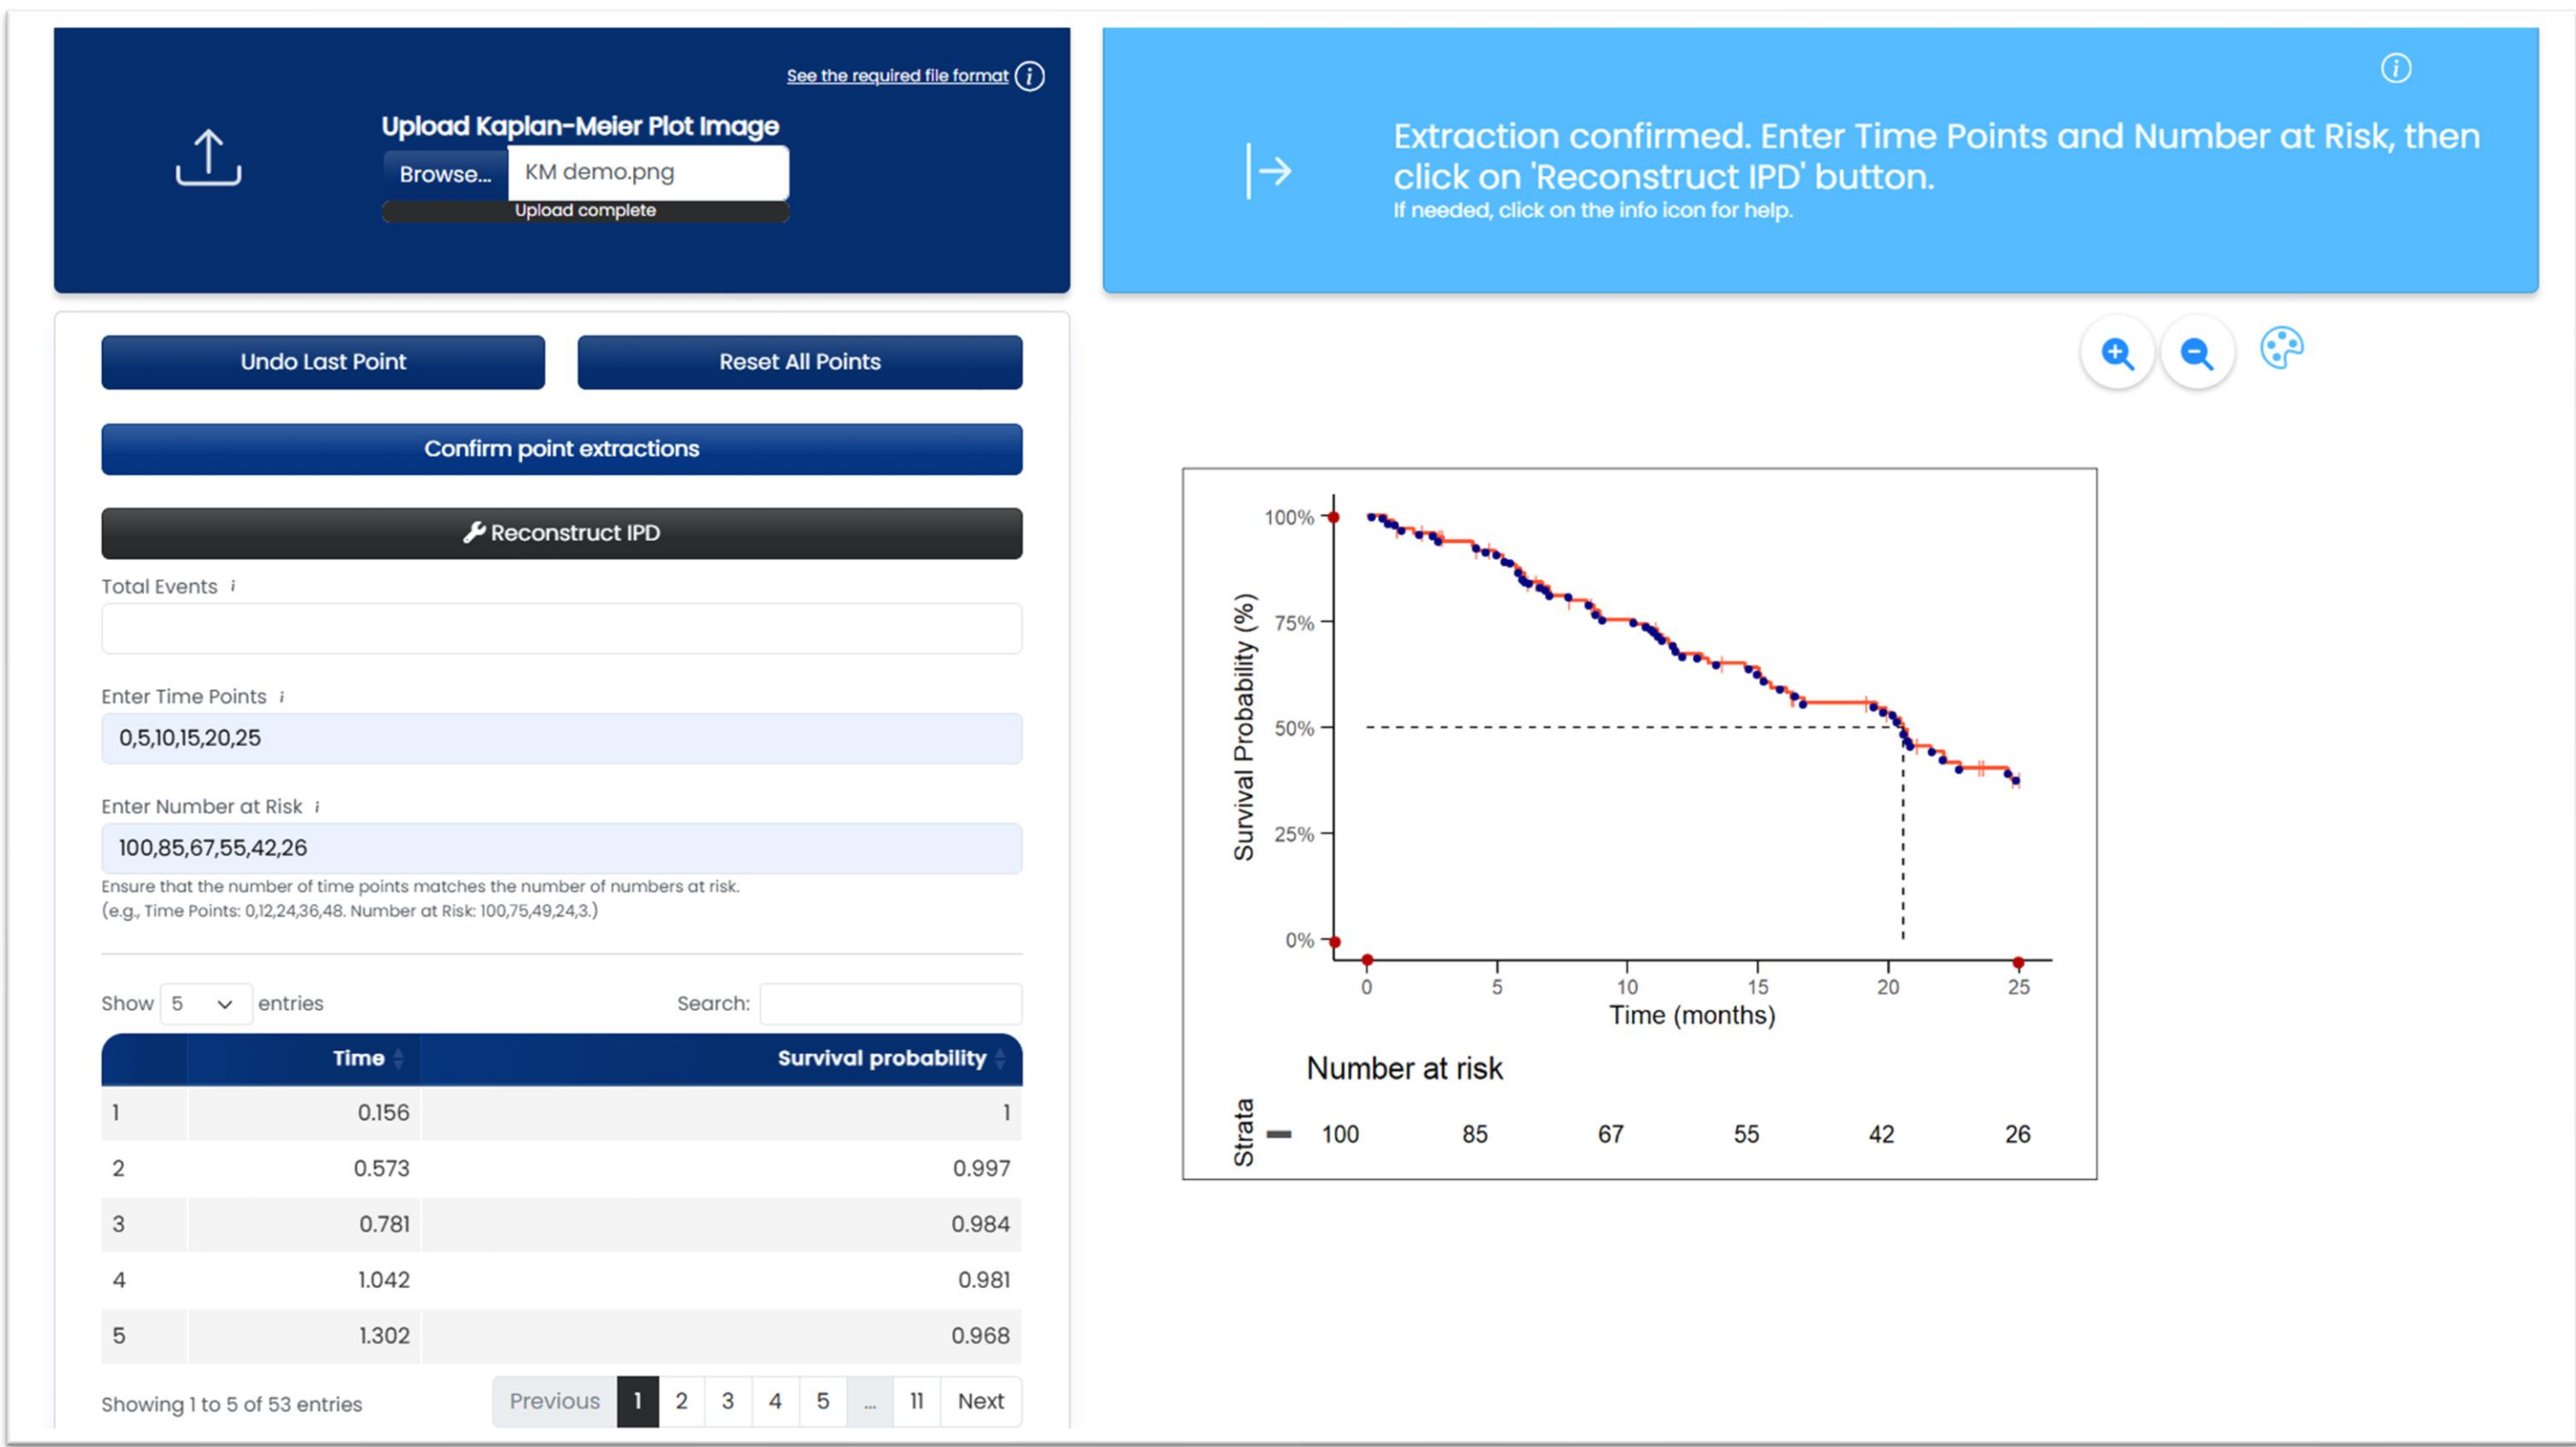 See the required file format i
Upload Kaplan-Meier Plot Image
Browse... KM demo.png
Upload complete
i
Extraction confirmed. Enter Time Points and Number at Risk, then
click on 'Reconstruct IPD' button.
If needed, click on the info icon for help.
Undo Last Point Reset All Points
Confirm point extractions
Reconstruct IPD
Total Events i
Enter Time Points i
0,5,10,15,20,25
Enter Number at Risk i
100,85,67,55,42,26
Ensure that the number of time points matches the number of numbers at risk.
(e.g., Time Points: 0,12,24,36,48. Number at Risk: 100,75,49,24,3.)
Show 5 entries Search:
Time Survival probability
1 0.156 1
2 0.573 0.997
3 0.781 0.984
4 1.042 0.981
5 1.302 0.968
Showing 1 to 5 of 53 entries Previous 1 2 3 4 5 ... 11 Next
Survival Probability (%)
100%
75%
50%
25%
0%
0 5 10 15 20 25
Time (months)
Number at risk
Strata
100 85 67 55 42 26